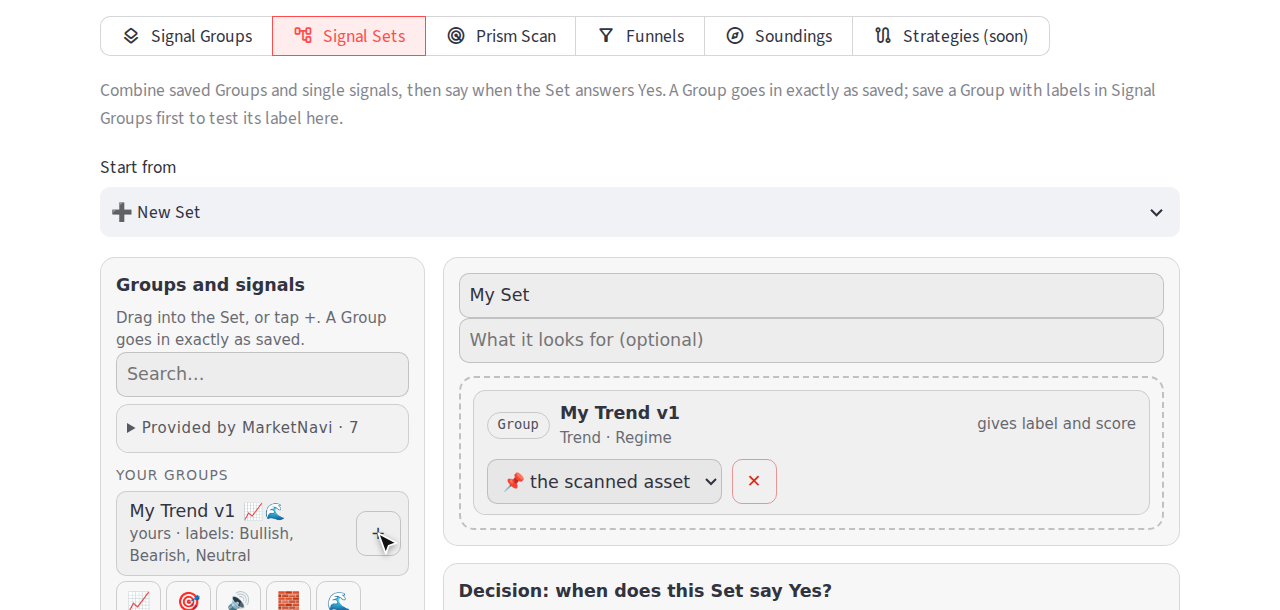 Signal Groups
Signal Sets
Prism Scan
Funnels
Soundings
Strategies (soon)
Combine saved Groups and single signals, then say when the Set answers Yes. A Group goes in exactly as saved; save a Group with labels in Signal
Groups first to test its label here.
Start from
➕ New Set
Groups and signals
Drag into the Set, or tap +. A Group
goes in exactly as saved.
Search...
▶ Provided by MarketNavi · 7
YOUR GROUPS
My Trend v1 📈🌊
yours · labels: Bullish,
Bearish, Neutral
+
My Set
What it looks for (optional)
Group
My Trend v1
Trend · Regime
gives label and score
📌 the scanned asset
✕
Decision: when does this Set say Yes?